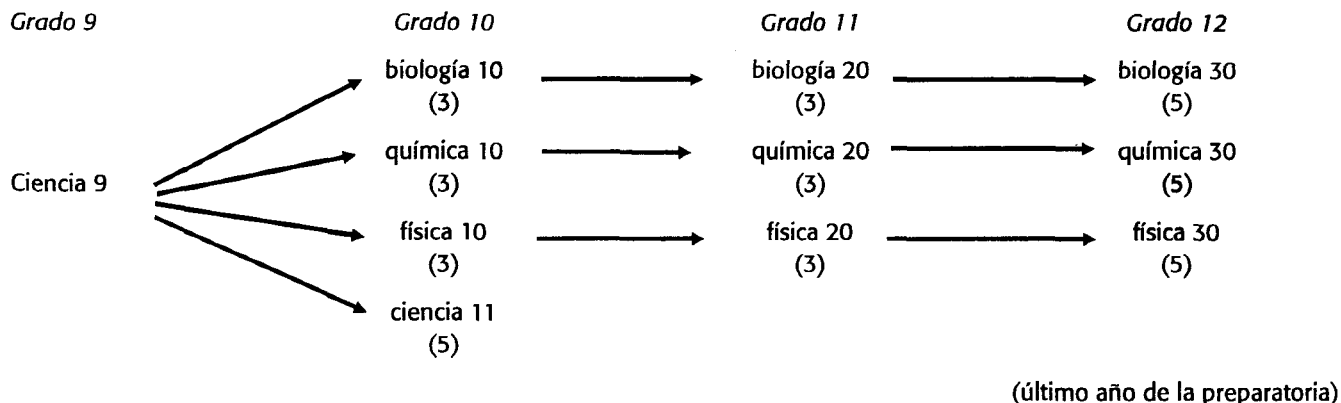 Grado 9 Grado 10 Grado 11 Grado 12
biología 10 biología 20 biología 30
(3) (3) (5)
química 10 química 20 química 30
Ciencia 9
(3) (3) (5)
física 10 física 20 física 30
(3) (3) (5)
ciencia 11
(5)
(último año de la preparatoria)